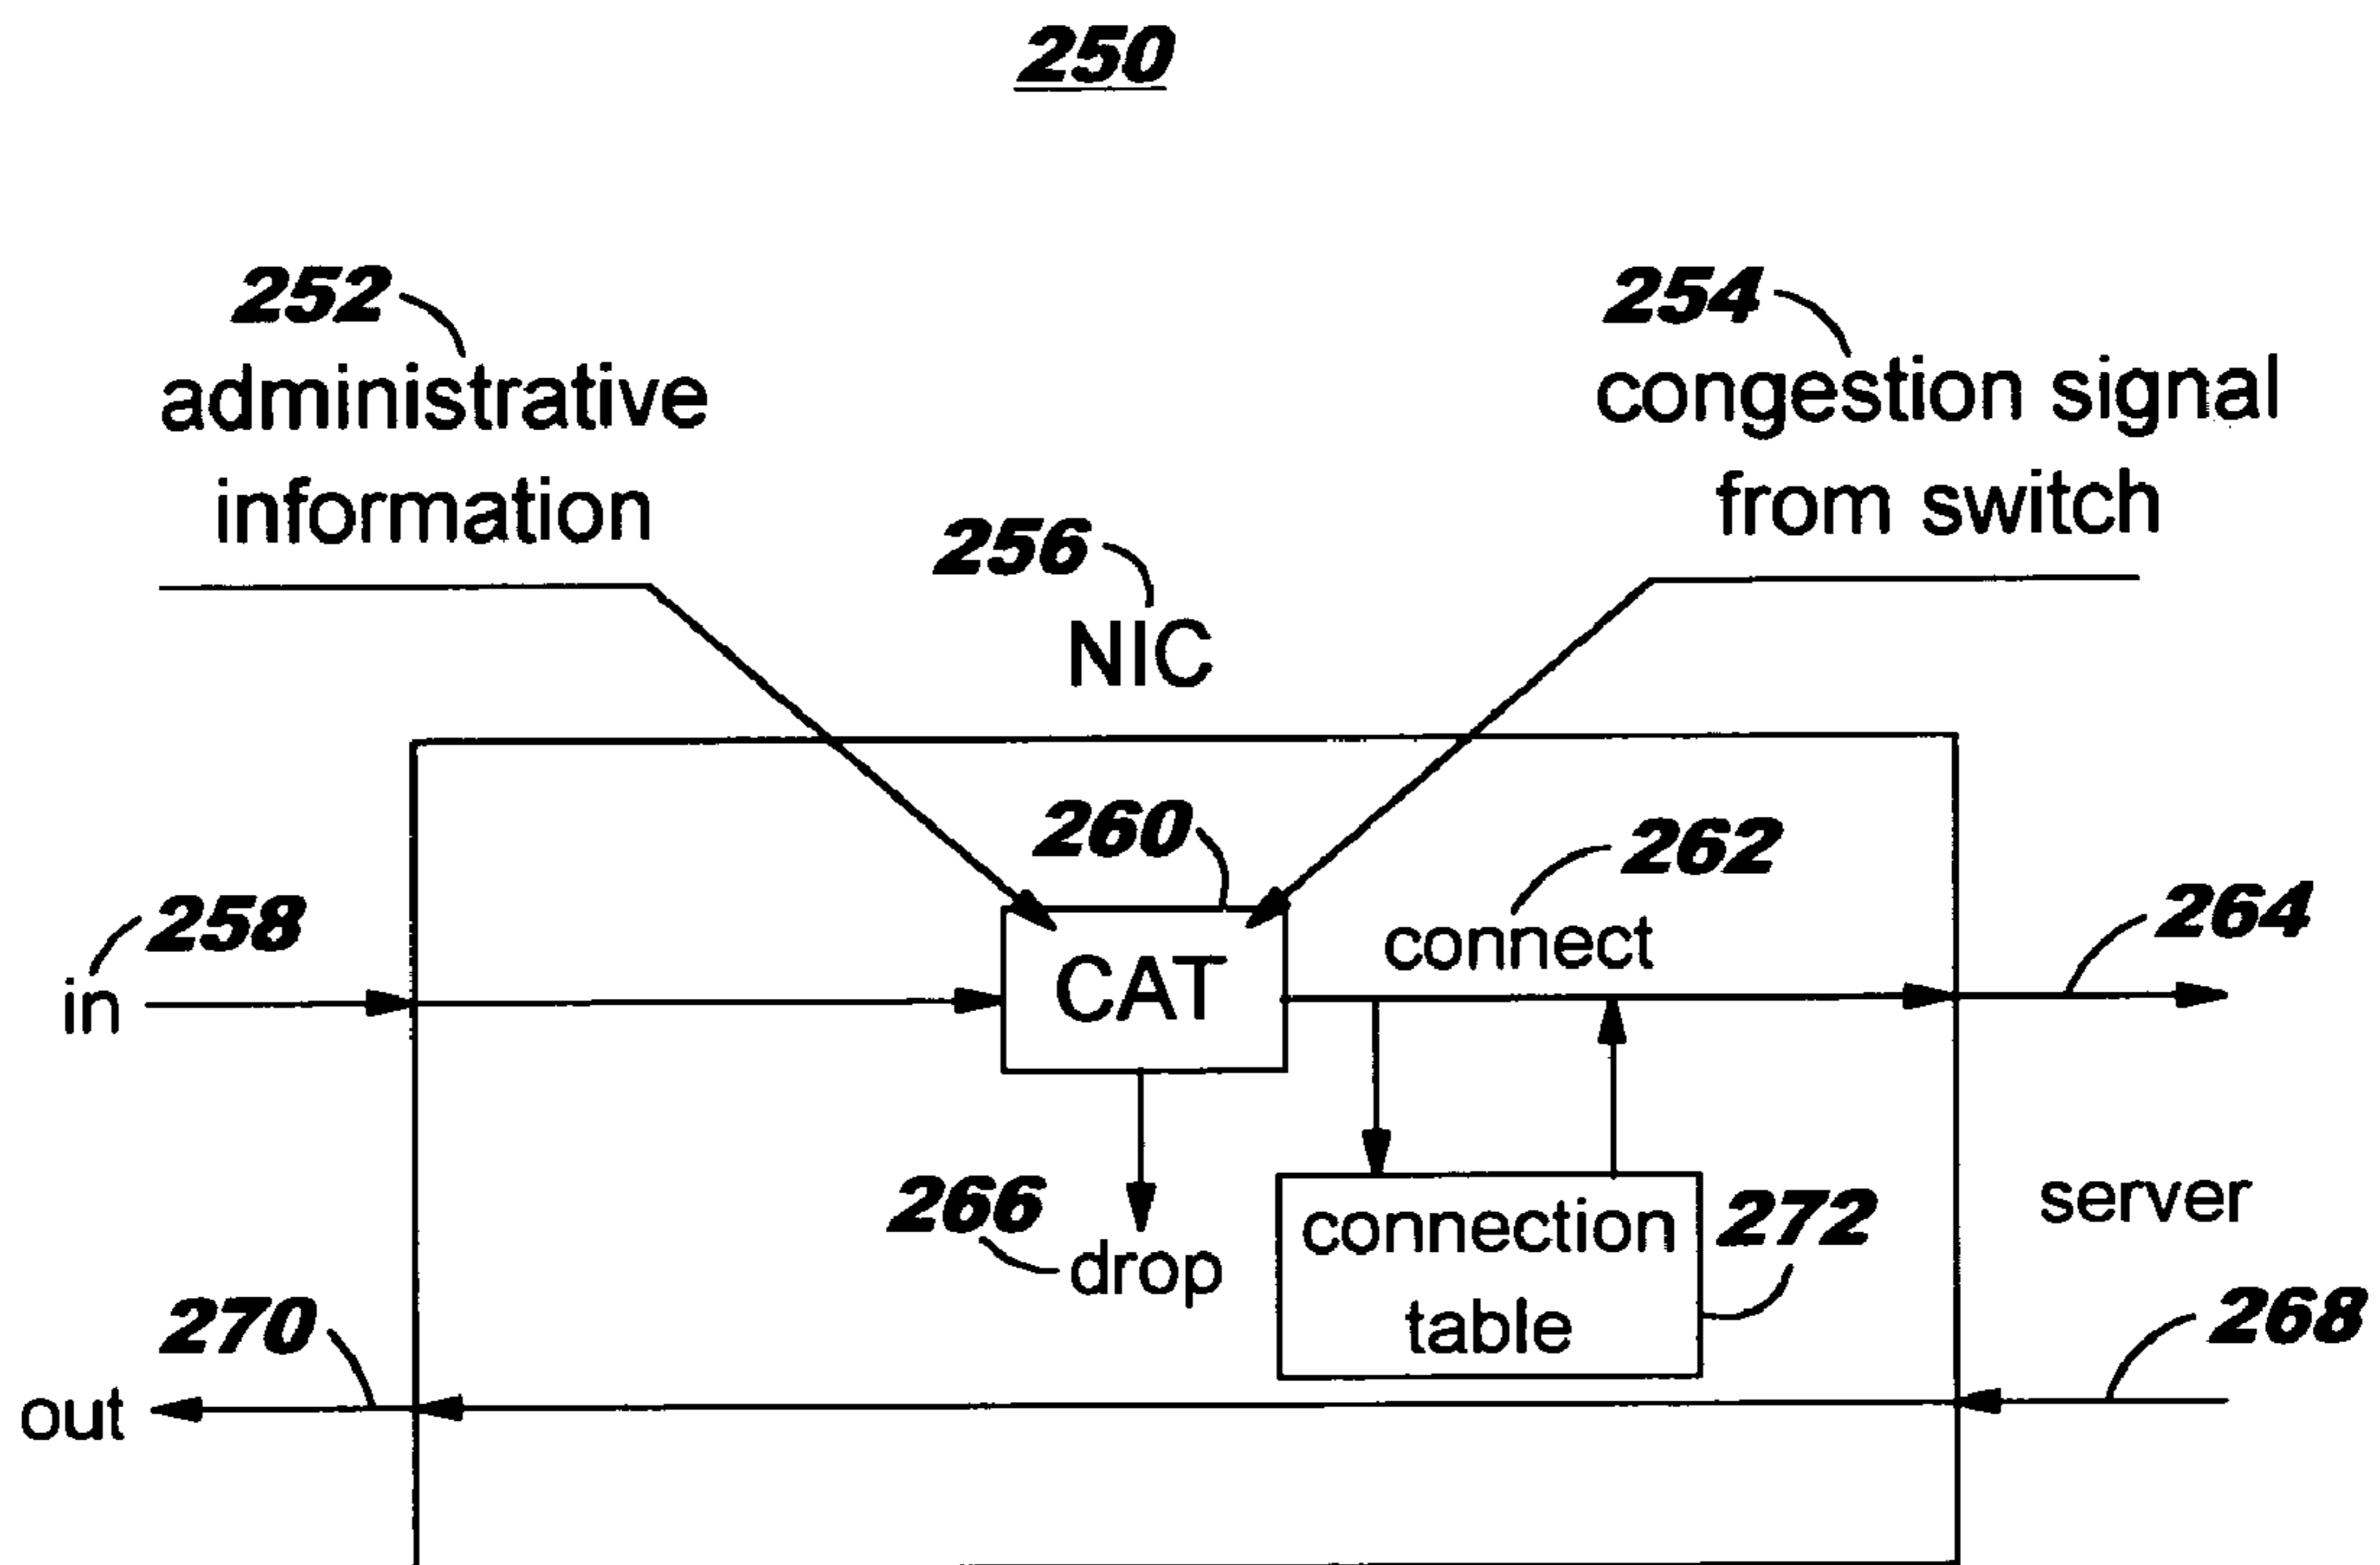 250
252
administrative
information
254
congestion signal
from switch
256
NIC
260
CAT
262
connect
264
258
in
266
drop
connection
table
272
server
268
270
out